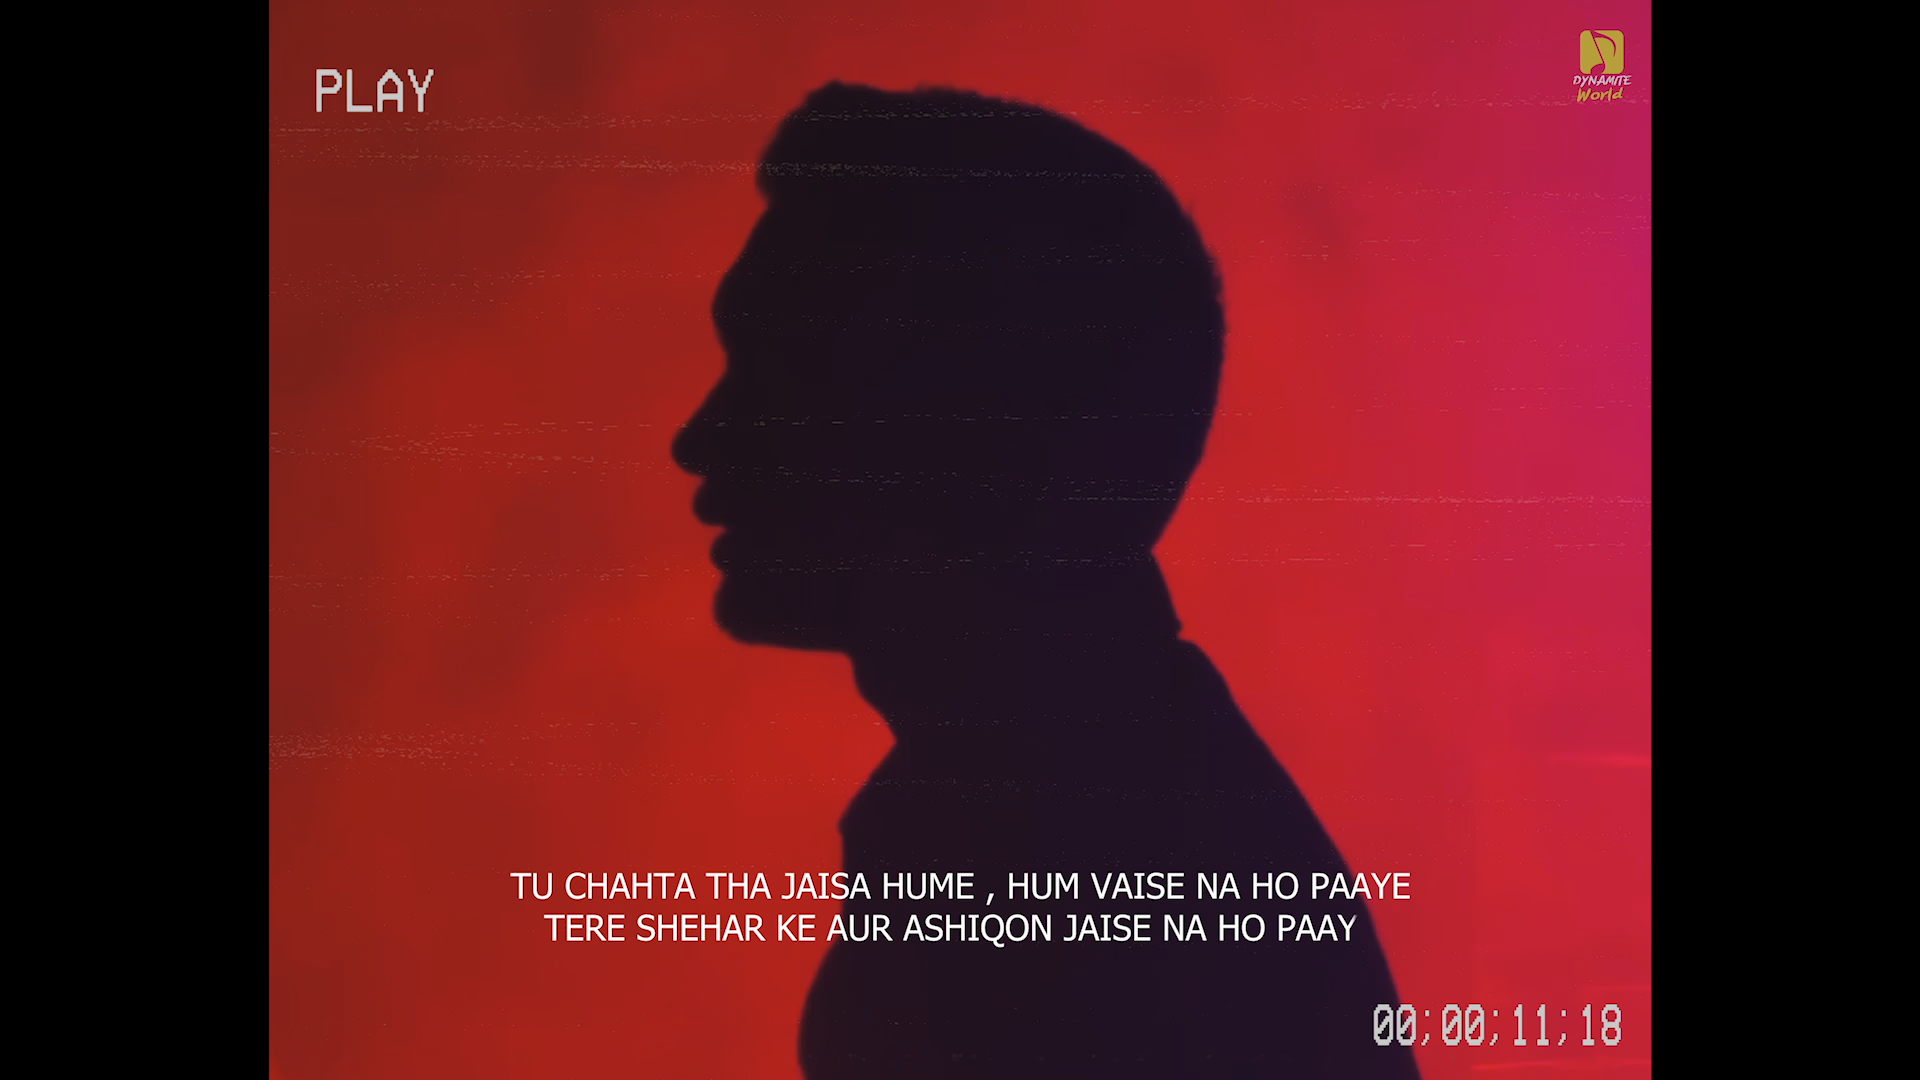 PLAY
DYNAMITE
World
TU CHAHTA THA JAISA HUME , HUM VAISE NA HO PAAYE
TERE SHEHAR KE AUR ASHIQON JAISE NA HO PAAY
00;00;11;18